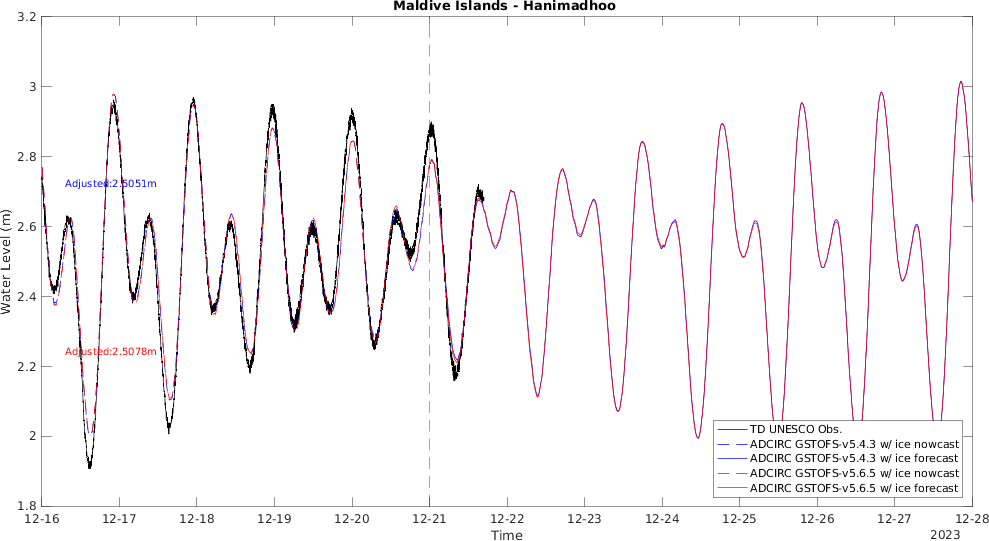 Maldive Islands - Hanimadhoo
3.2
3
2.8
2.6
2.4
2.2
2
1.8
Water Level (m)
Adjusted:2.5051m
Adjusted:2.5078m
TD UNESCO Obs.
ADCIRC GSTOFS-v5.4.3 w/ ice nowcast
ADCIRC GSTOFS-v5.4.3 w/ ice forecast
ADCIRC GSTOFS-v5.6.5 w/ ice nowcast
ADCIRC GSTOFS-v5.6.5 w/ ice forecast
12-16 12-17 12-18 12-19 12-20 12-21 12-22 12-23 12-24 12-25 12-26 12-27 12-28
Time
2023